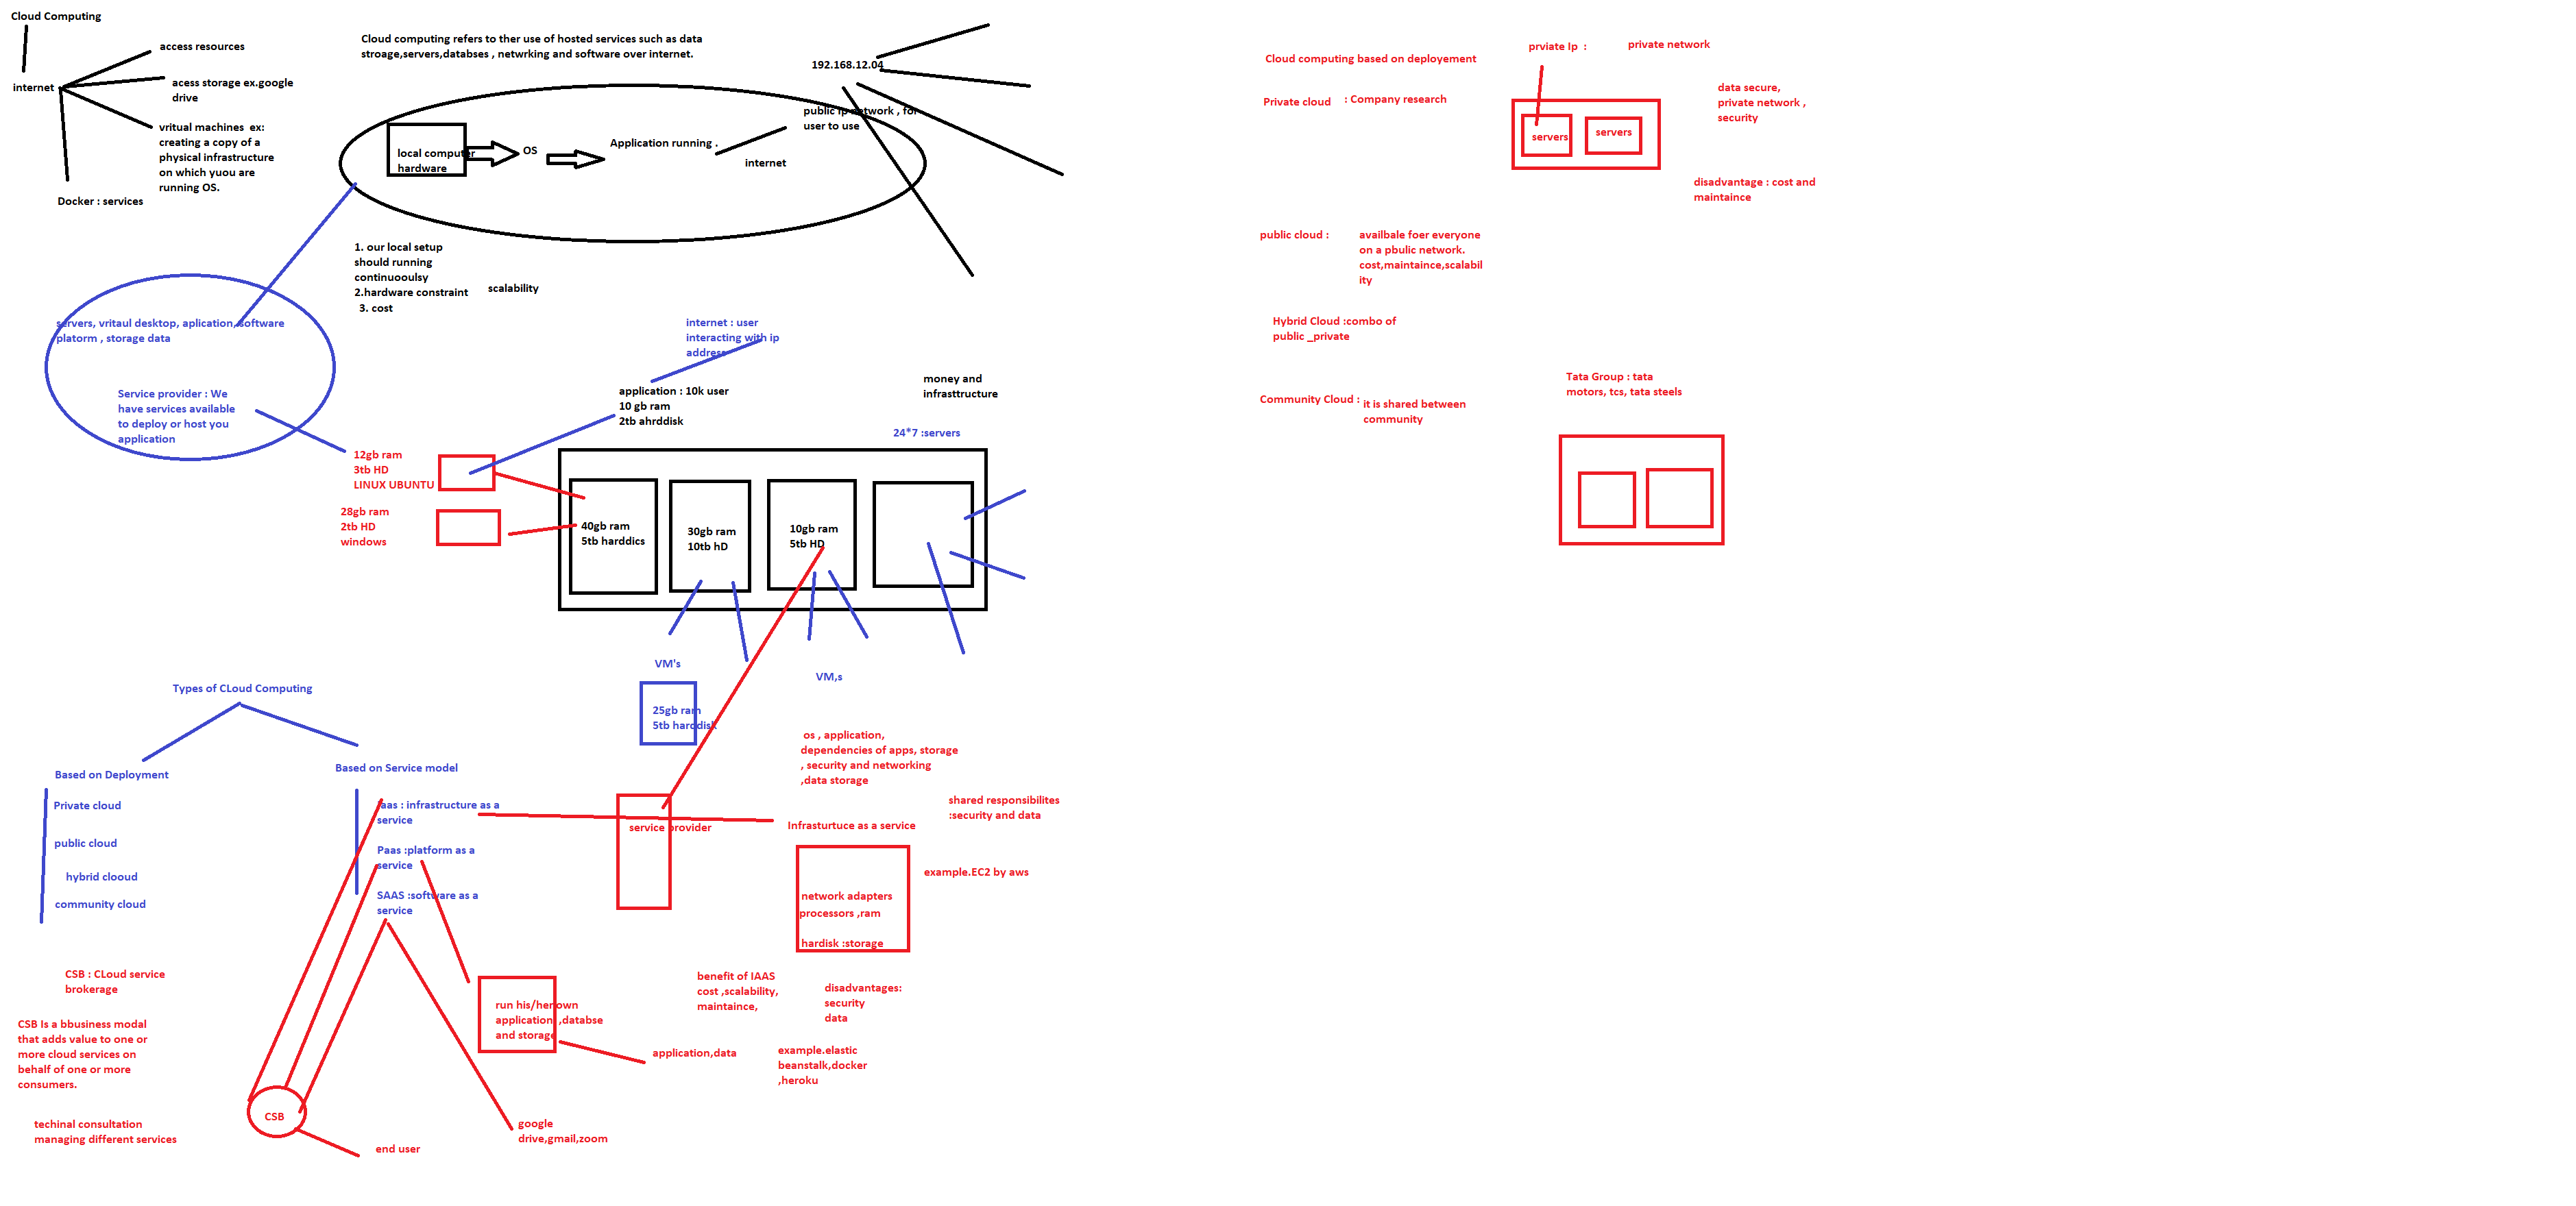 Cloud Computing
internet
access resources
acess storage ex.google
drive
vritual machines  ex:
creating a copy of a
physical infrastructure
on which yuou are
running OS.
Docker : services
Cloud computing refers to ther use of hosted services such as data
stroage,servers,databses , netwrking and software over internet.
192.168.12.04
public ip network , for
user to use
local computer
hardware
OS
Application running .
internet
1. our local setup
should running
continuooulsy
2.hardware constraint
3. cost
scalability
servers, vritaul desktop, aplication, software
platorm , storage data
Service provider : We
have services available
to deploy or host you
application
internet : user
interacting with ip
address
application : 10k user
10 gb ram
2tb ahrddisk
money and
infrasttructure
24*7 :servers
12gb ram
3tb HD
LINUX UBUNTU
28gb ram
2tb HD
windows
40gb ram
5tb harddics
30gb ram
10tb hD
10gb ram
5tb HD
VM's
VM,s
25gb ram
5tb harddisk
Types of CLoud Computing
Based on Deployment
Private cloud
public cloud
hybrid clooud
community cloud
Based on Service model
Iaas : infrastructure as a
service
Paas :platform as a
service
SAAS :software as a
service
service provider
os , application,
dependencies of apps, storage
, security and networking
,data storage
shared responsibilites
:security and data
Infrasturtuce as a service
example.EC2 by aws
network adapters
processors ,ram
hardisk :storage
CSB : CLoud service
brokerage
CSB Is a bbusiness modal
that adds value to one or
more cloud services on
behalf of one or more
consumers.
techinal consultation
managing different services
CSB
end user
run his/her own
application ,databse
and storage
application,data
benefit of IAAS
cost ,scalability,
maintaince,
disadvantages:
security
data
example.elastic
beanstalk,docker
,heroku
google
drive,gmail,zoom
Cloud computing based on deployement
Private cloud : Company research
prviate Ip  :
private network
servers
servers
data secure,
private network ,
security
disadvantage : cost and
maintaince
public cloud :
availbale foer everyone
on a pbulic network.
cost,maintaince,scalabil
ity
Hybrid Cloud :combo of
public _private
Community Cloud :
it is shared between
community
Tata Group : tata
motors, tcs, tata steels